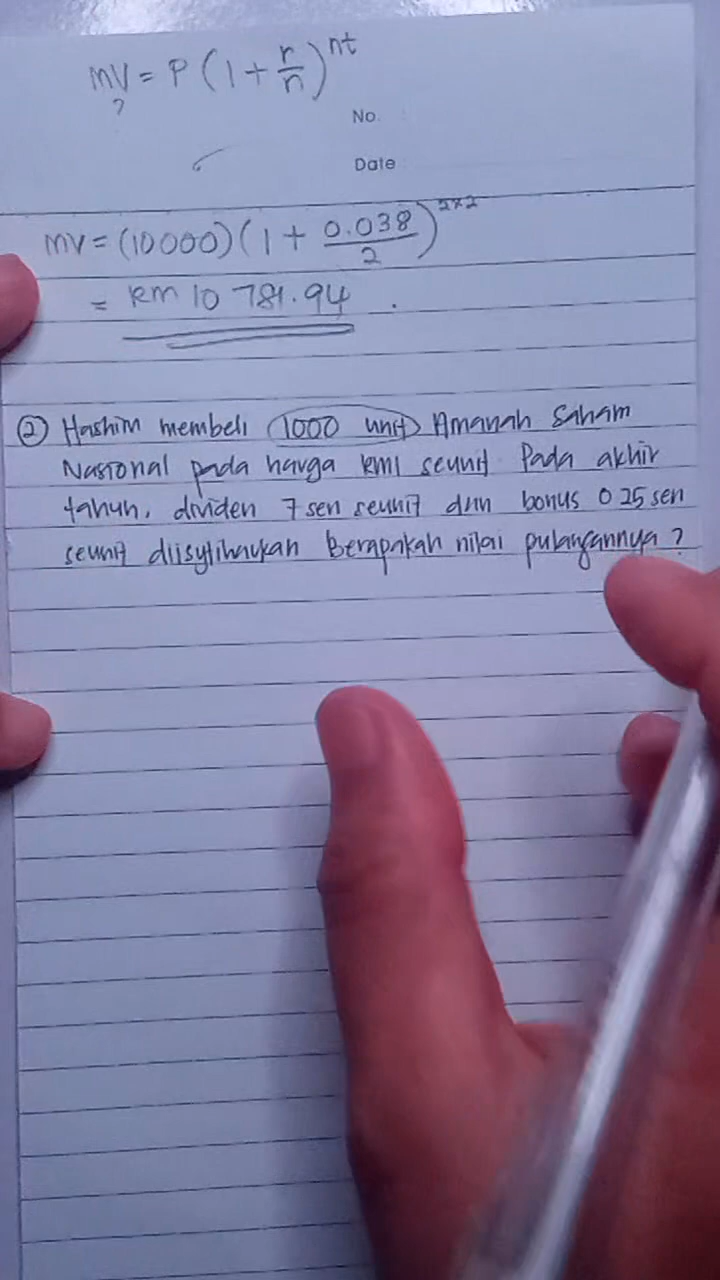 MV = P (1 + r/n)^nt
?
No.
Date
MV = (10000) (1 + 0.038/2)^2×2
= RM 10 781.94 .
② Hashim membeli 1000 unit Amanah Saham
Nasional pada harga RM1 seunit. Pada akhir
tahun, dividen 7 sen seunit dan bonus 0.25 sen
seunit diisytiharkan. Berapakah nilai pulangannya ?